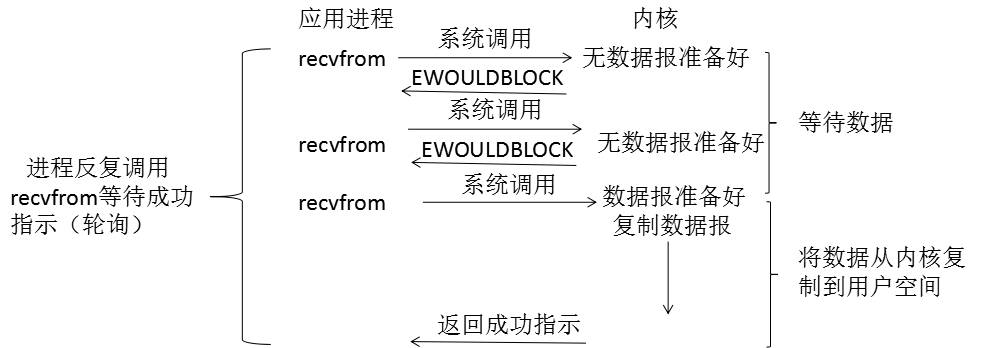 应用进程
内核
recvfrom
系统调用
无数据报准备好
EWOULDBLOCK
系统调用
recvfrom
无数据报准备好
EWOULDBLOCK
等待数据
进程反复调用
recvfrom等待成功
指示（轮询）
recvfrom
系统调用
数据报准备好
复制数据报
将数据从内核复
制到用户空间
返回成功指示